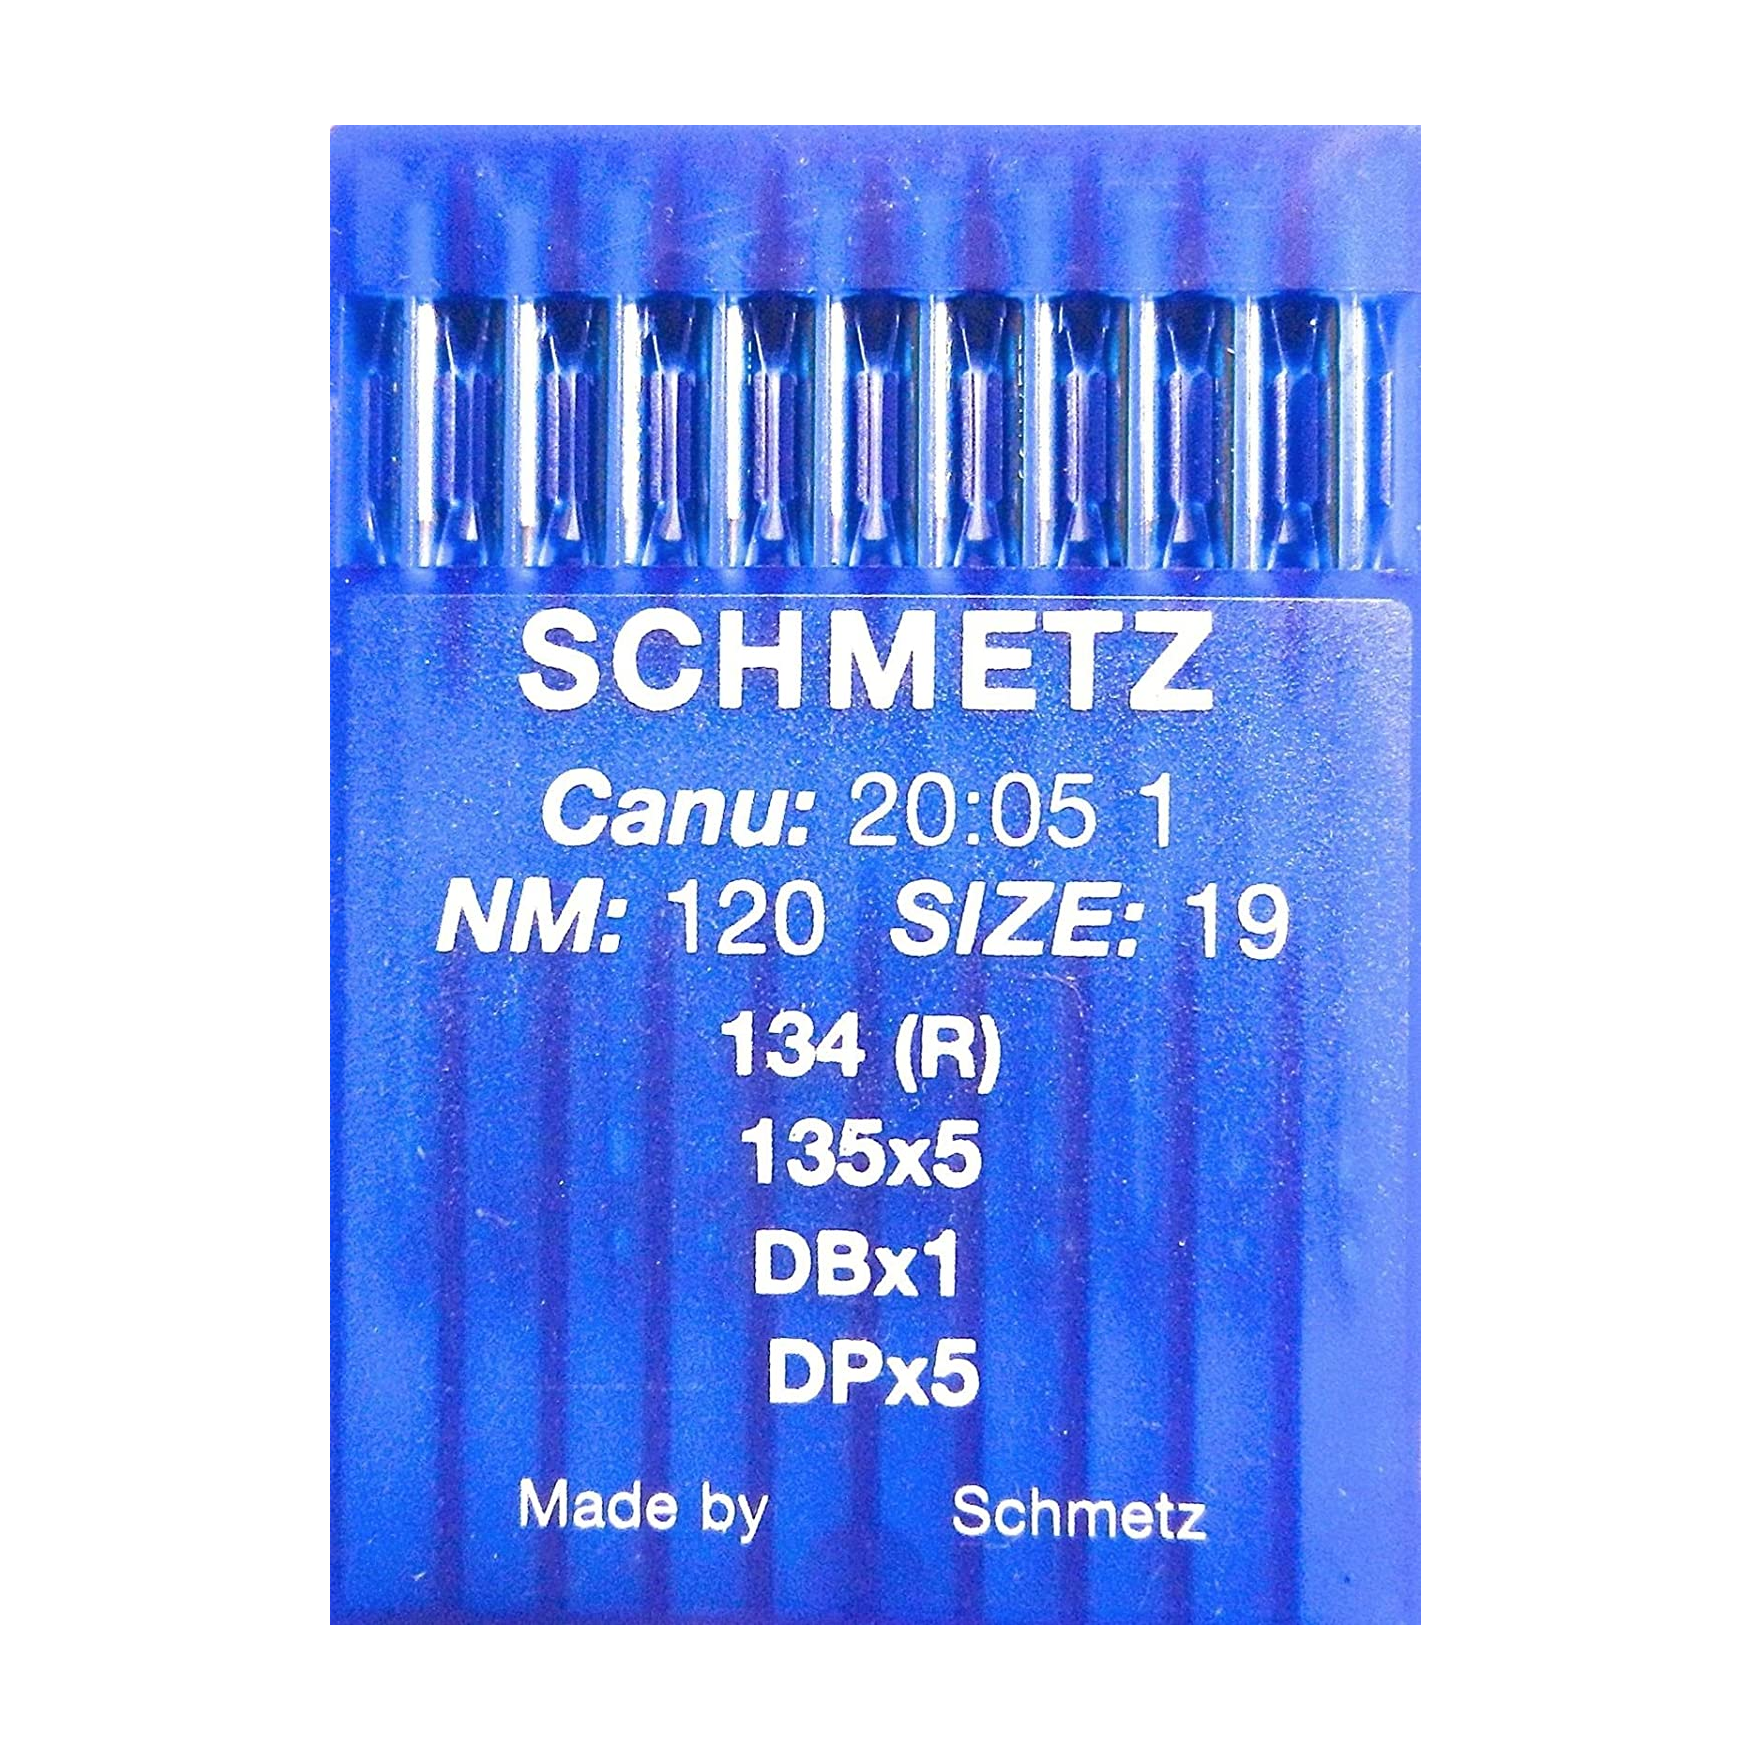 SCHMETZ
Canu: 20:05 1
NM: 120 SIZE: 19
134 (R)
135x5
DBx1
DPx5
Made by Schmetz